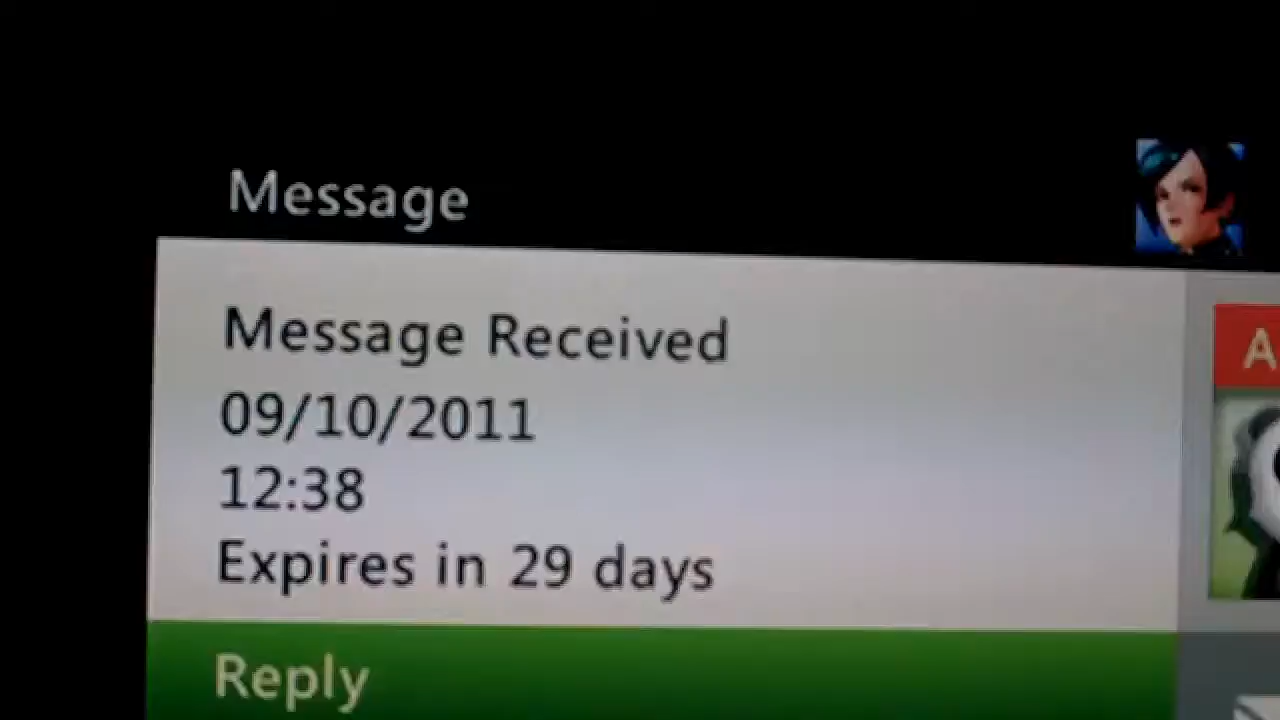 Message
Message Received
09/10/2011
12:38
Expires in 29 days
Reply
A